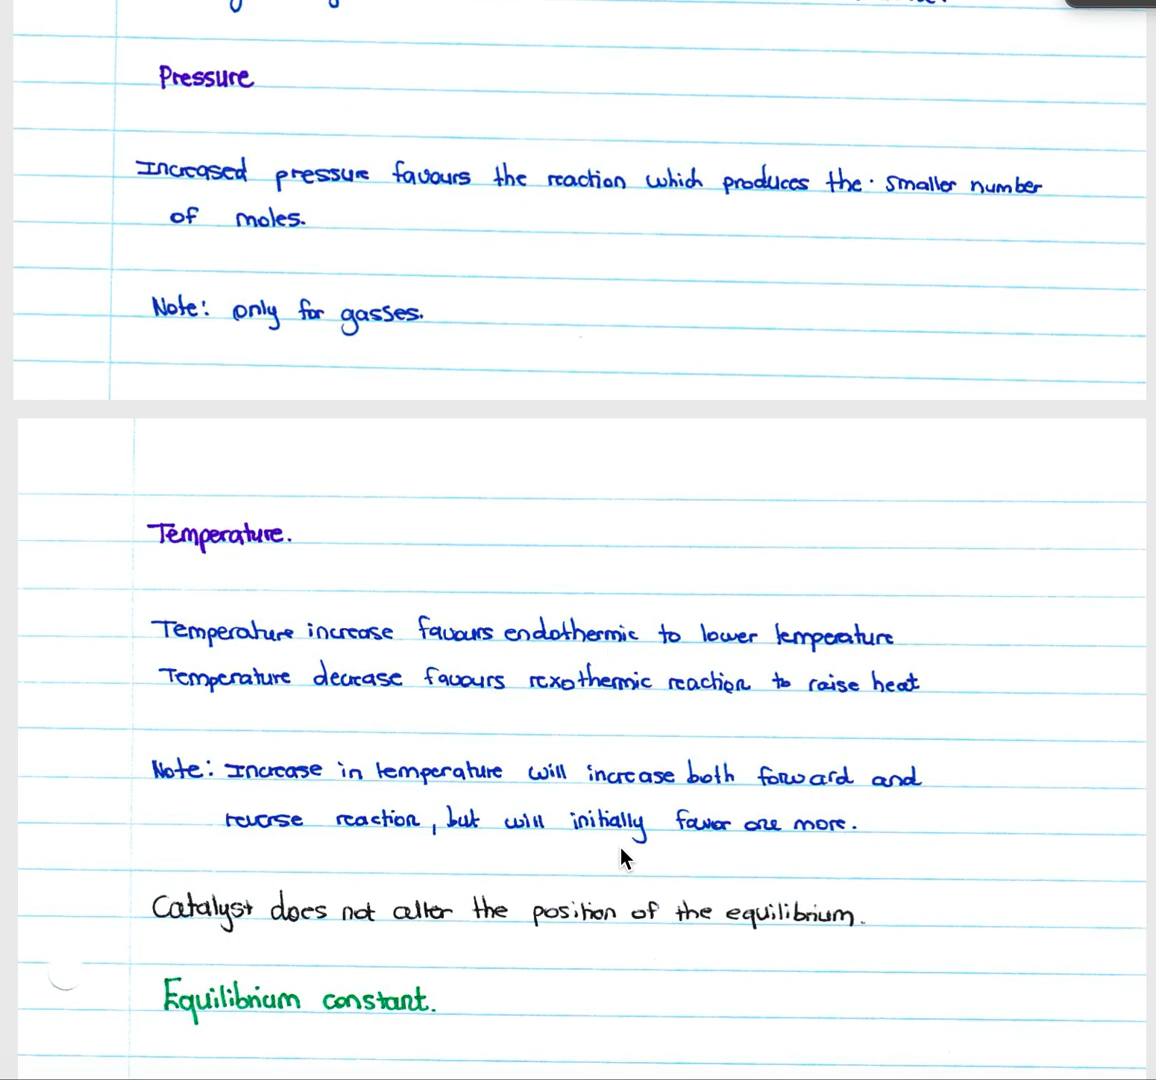 Pressure
Increased pressure favours the reaction which produces the smaller number
of moles.
Note: only for gasses.
Temperature.
Temperature increase favours endothermic to lower temperature
Temperature decrease favours rexothermic reaction to raise heat
Note: Increase in temperature will increase both forward and
reverse reaction, but will initially favor one more.
Catalyst does not alter the position of the equilibrium.
Equilibrium constant.